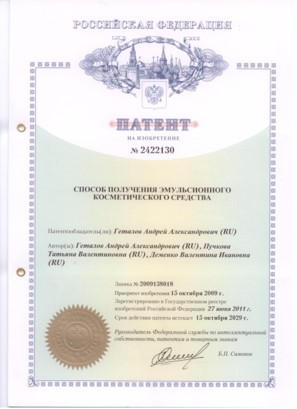 РОССИЙСКАЯ ФЕДЕРАЦИЯ
ПАТЕНТ
НА ИЗОБРЕТЕНИЕ
№ 2422130
СПОСОБ ПОЛУЧЕНИЯ ЭМУЛЬСИОННОГО
КОСМЕТИЧЕСКОГО СРЕДСТВА
Патентообладатель(ли): Геталов Андрей Александрович (RU)
Автор(ы): Геталов Андрей Александрович (RU), Пучкова
Татьяна Валентиновна (RU), Деменко Валентина Ивановна
(RU)
Заявка № 2009138018
Приоритет изобретения 15 октября 2009 г.
Зарегистрировано в Государственном реестре
изобретений Российской Федерации 27 июня 2011 г.
Срок действия патента истекает 15 октября 2029 г.
Руководитель Федеральной службы по интеллектуальной
собственности, патентам и товарным знакам
Б.П. Симонов